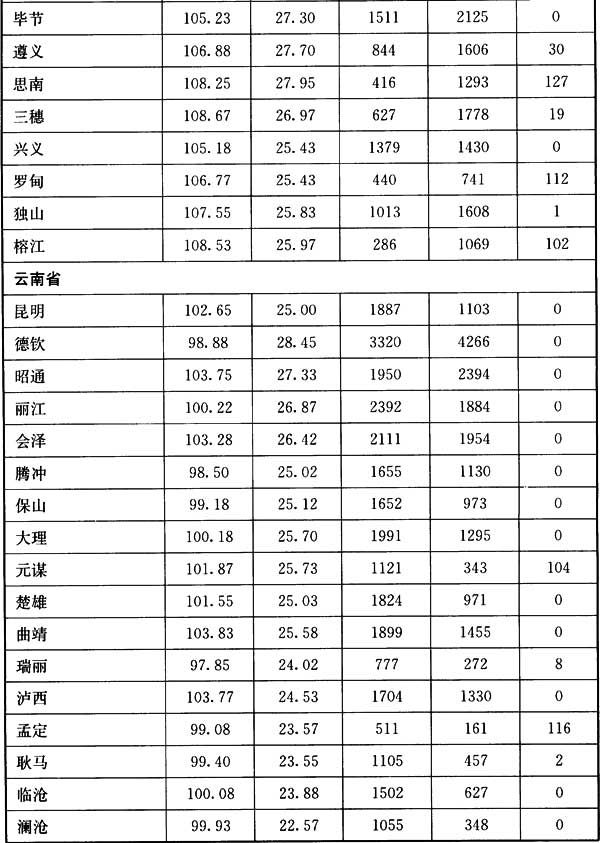 毕节 105.23 27.30 1511 2125 0
遵义 106.88 27.70 844 1606 30
思南 108.25 27.95 416 1293 127
三穗 108.67 26.97 627 1778 19
兴义 105.18 25.43 1379 1430 0
罗甸 106.77 25.43 440 741 112
独山 107.55 25.83 1013 1608 1
榕江 108.53 25.97 286 1069 102
云南省
昆明 102.65 25.00 1887 1103 0
德钦 98.88 28.45 3320 4266 0
昭通 103.75 27.33 1950 2394 0
丽江 100.22 26.87 2392 1884 0
会泽 103.28 26.42 2111 1954 0
腾冲 98.50 25.02 1655 1130 0
保山 99.18 25.12 1652 973 0
大理 100.18 25.70 1991 1295 0
元谋 101.87 25.73 1121 343 104
楚雄 101.55 25.03 1824 971 0
曲靖 103.83 25.58 1899 1455 0
瑞丽 97.85 24.02 777 272 8
泸西 103.77 24.53 1704 1330 0
孟定 99.08 23.57 511 161 116
耿马 99.40 23.55 1105 457 2
临沧 100.08 23.88 1502 627 0
澜沧 99.93 22.57 1055 348 0